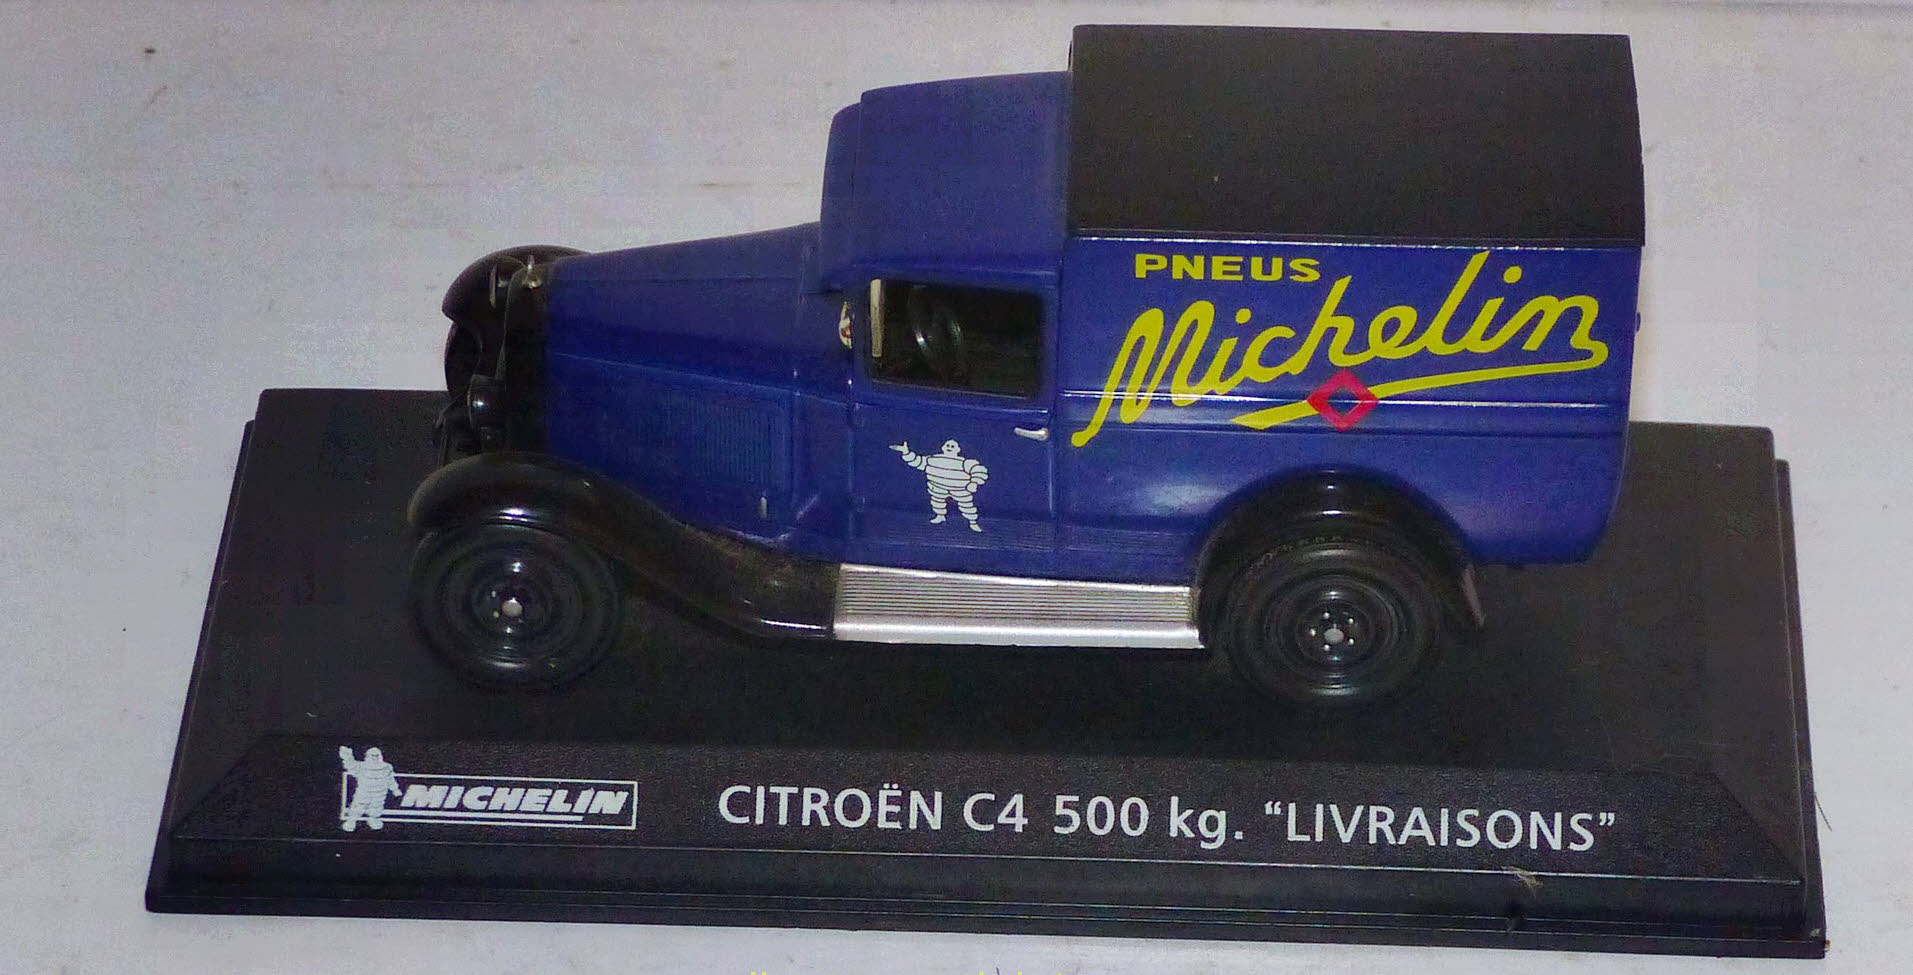 PNEUS
Michelin
MICHELIN
CITROËN C4 500 kg. “LIVRAISONS”